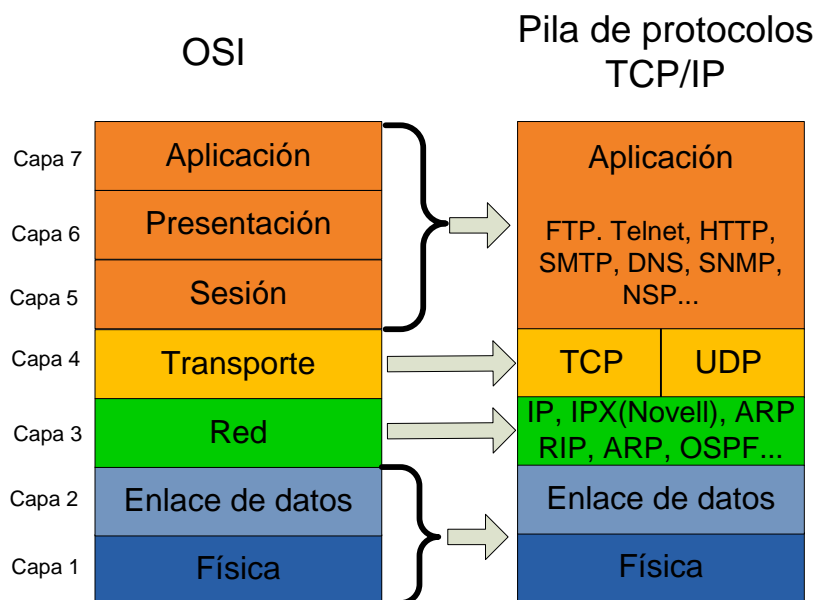 OSI
Pila de protocolos
TCP/IP
Capa 7
Aplicación
Capa 6
Presentación
Capa 5
Sesión
Capa 4
Transporte
Capa 3
Red
Capa 2
Enlace de datos
Capa 1
Física
Aplicación
FTP. Telnet, HTTP,
SMTP, DNS, SNMP,
NSP...
TCP
UDP
IP, IPX(Novell), ARP
RIP, ARP, OSPF...
Enlace de datos
Física